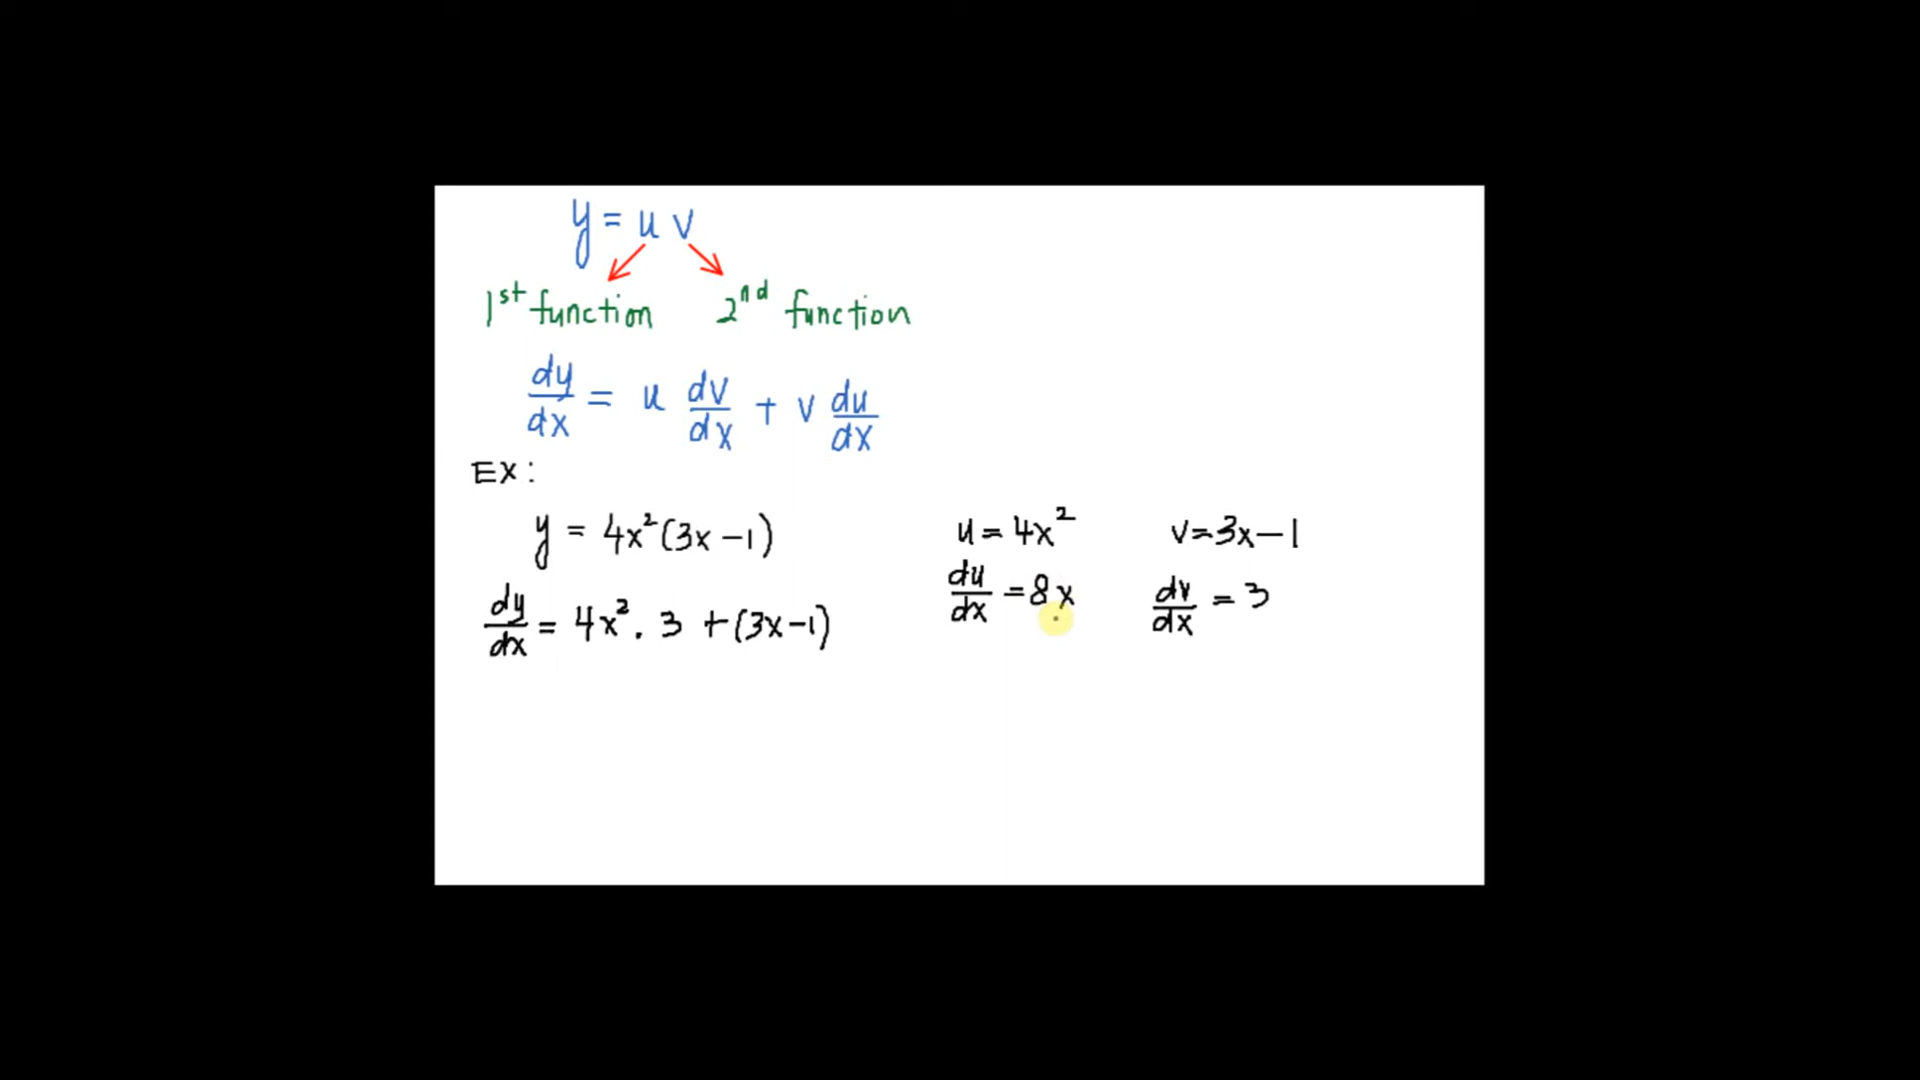 y = u v
1st function 2nd function
dy/dx = u dv/dx + v du/dx
EX:
y = 4x²(3x – 1) u = 4x² v = 3x – 1
dy/dx = 4x² . 3 + (3x – 1) du/dx = 8x dv/dx = 3